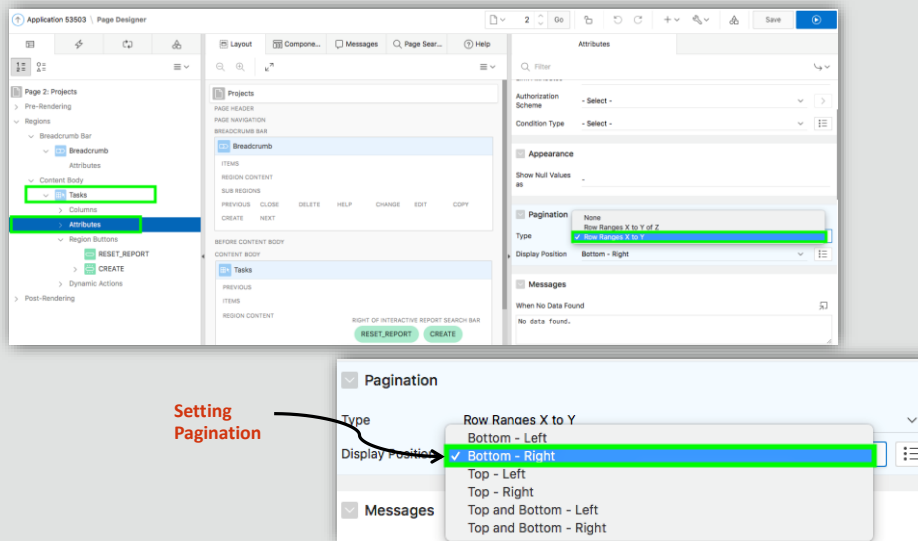 Application 53503 \ Page Designer
2 Go Save
Layout Compone... Messages Page Sear... Help
Attributes
Page 2: Projects
Pre-Rendering
Regions
Breadcrumb Bar
Breadcrumb
Attributes
Content Body
Tasks
Columns
Attributes
Region Buttons
RESET_REPORT
CREATE
Dynamic Actions
Post-Rendering
Projects
PAGE HEADER
PAGE NAVIGATION
BREADCRUMB BAR
Breadcrumb
ITEMS
REGION CONTENT
SUB REGIONS
PREVIOUS CLOSE DELETE HELP CHANGE EDIT COPY
CREATE NEXT
BEFORE CONTENT BODY
CONTENT BODY
Tasks
PREVIOUS
ITEMS
REGION CONTENT
RIGHT OF INTERACTIVE REPORT SEARCH BAR
RESET_REPORT CREATE
Filter
Authorization
Scheme
- Select -
Condition Type - Select -
Appearance
Show Null Values
as
-
Pagination
None
Row Ranges X to Y of Z
Type ✓ Row Ranges X to Y
Display Position Bottom - Right
Messages
When No Data Found
No data found.
Setting
Pagination
Pagination
Type Row Ranges X to Y
Bottom - Left
Display Position ✓ Bottom - Right
Top - Left
Top - Right
Messages Top and Bottom - Left
Top and Bottom - Right